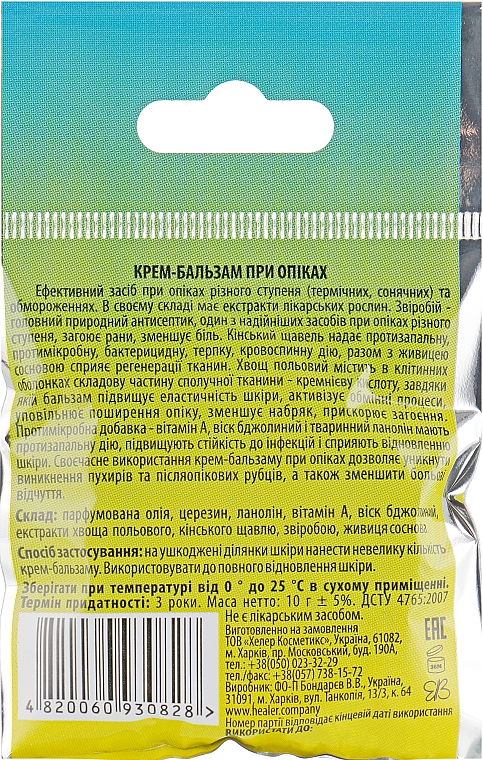 КРЕМ-БАЛЬЗАМ ПРИ ОПІКАХ
Ефективний засіб при опіках різного ступеня (термічних, сонячних) та
обмороженнях. В своєму складі має екстракти лікарських рослин. Звіробій -
головний природний антисептик, один з надійніших засобів при опіках різного
ступеня, загоює рани, зменшує біль. Кінський щавель надає протизапальну,
протимікробну, бактерицидну, терпку, кровоспинну дію, разом з живицею
сосновою сприяє регенерації тканин. Хвощ польовий містить в клітинних
оболонках складову частину сполучної тканини - кремнієву кислоту, завдяки
якій бальзам підвищує еластичність шкіри, активізує обмінні процеси,
уповільнює поширення опіку, зменшує набряк, прискорює загоєння.
Протимікробна добавка - вітамін А, віск бджолиний і тваринний ланолін мають
протизапальну дію, підвищують стійкість до інфекцій і сприяють відновленню
шкіри. Своєчасне використання крем-бальзаму при опіках дозволяє уникнути
виникнення пухирів та післяопікових рубців, а також зменшити больові
відчуття.
Склад: парфумована олія, церезин, ланолін, вітамін А, віск бджолиний,
екстракти хвоща польового, кінського щавлю, звіробою, живиця соснова.
Спосіб застосування: на ушкоджені ділянки шкіри нанести невелику кількість
крем-бальзаму. Використовувати до повного відновлення шкіри.
Зберігати при температурі від 0 ° до 25 °С в сухому приміщенні.
Термін придатності: 3 роки. Маса нетто: 10 г ± 5%. ДСТУ 4765:2007
Не є лікарським засобом.
Виготовлено на замовлення
ТОВ «Хелер Косметикс», Україна, 61082,
м. Харків, пр. Московський, буд. 190А,
тел.: +38(050) 023-32-29
тел./факс: +38(057) 738-15-72
Виробник: ФО-П Бондарєв В.В., Україна,
31091, м. Харків, вул. Танкопія, 13/3, к. 64
www.healer.company
Номер партії відповідає кінцевій даті використання
ВИКОРИСТАТИ ДО:
EAC
36M
4 820060 930828 >